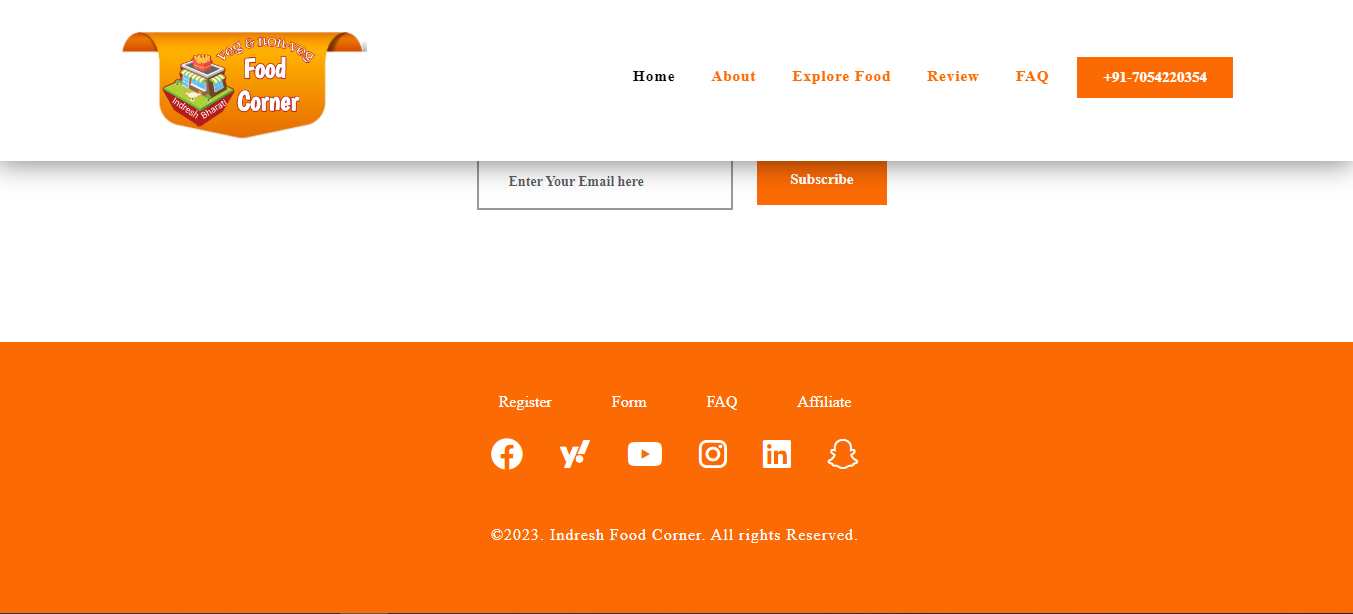 veg & non-veg
Food
Corner
Indresh Bharati
Home About Explore Food Review FAQ +91-7054220354
Enter Your Email here Subscribe
Register Form FAQ Affiliate
©2023. Indresh Food Corner. All rights Reserved.